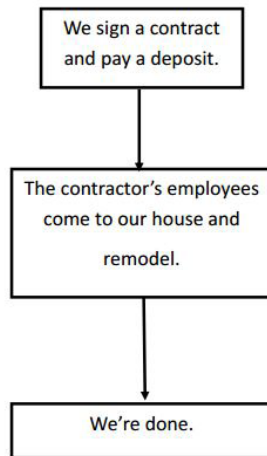 We sign a contract
and pay a deposit.
The contractor’s employees
come to our house and
remodel.
We’re done.